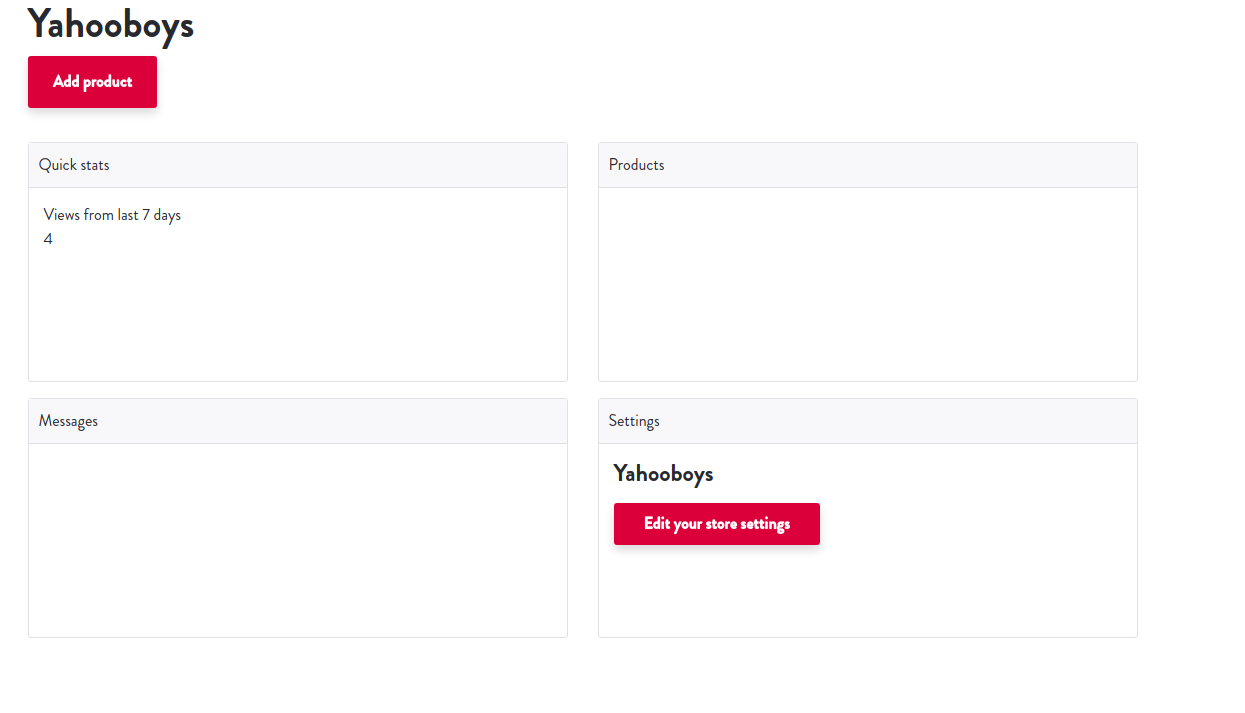 Yahooboys
Add product
Quick stats
Views from last 7 days
4
Products
Messages
Settings
Yahooboys
Edit your store settings